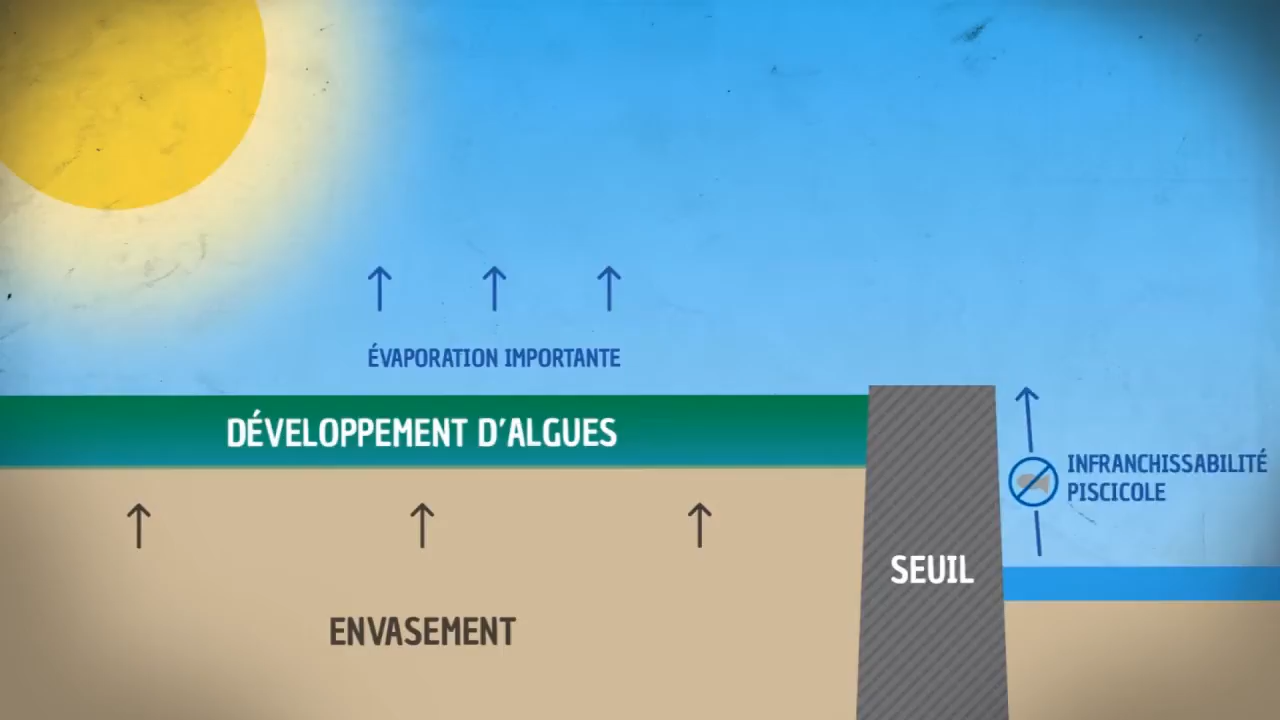 ÉVAPORATION IMPORTANTE
DÉVELOPPEMENT D'ALGUES
INFRANCHISSABILITÉ
PISCICOLE
SEUIL
ENVASEMENT